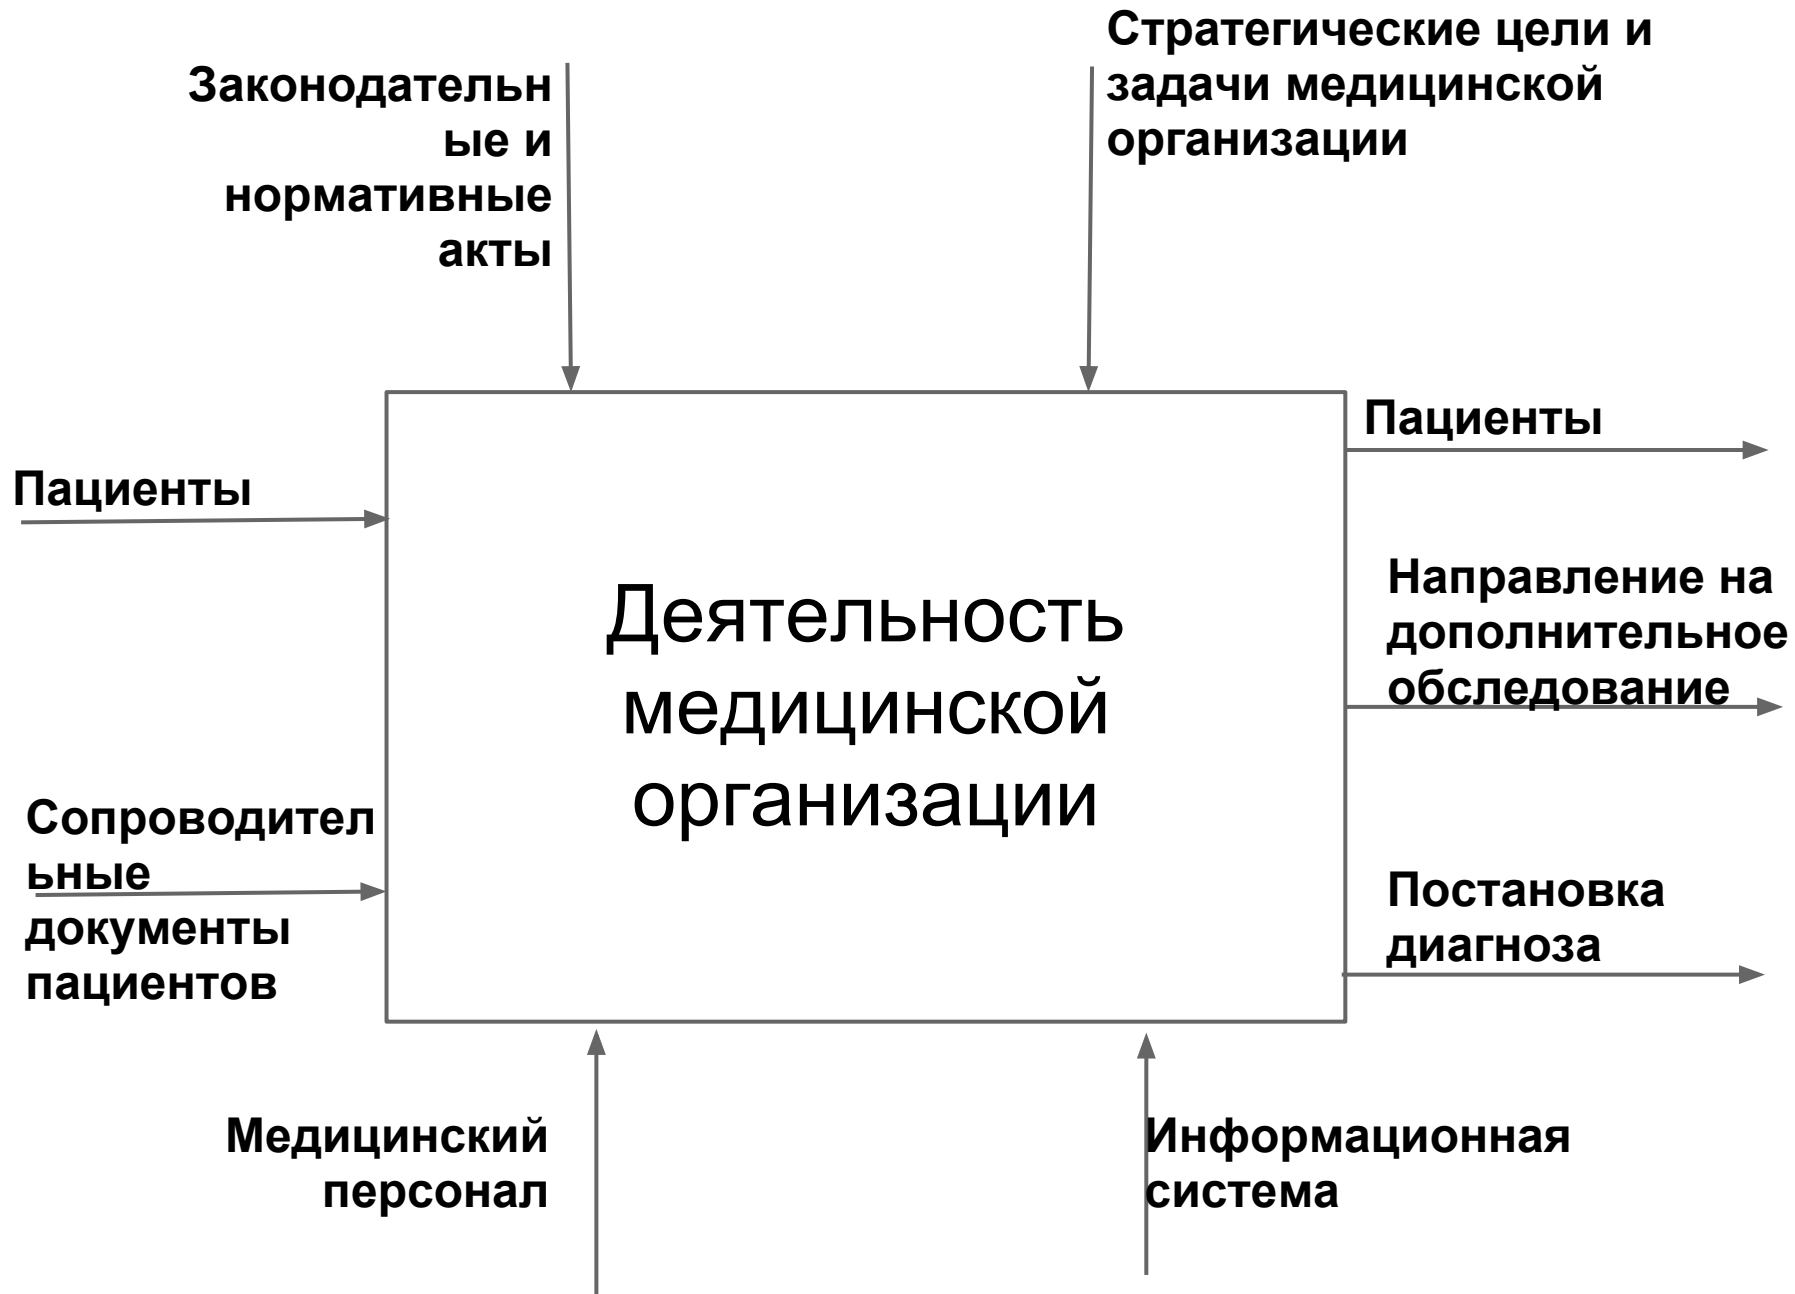 Стратегические цели и
задачи медицинской
организации
Законодательн
ые и
нормативные
акты
Пациенты
Пациенты
Направление на
дополнительное
обследование
Деятельность
медицинской
организации
Сопроводител
ьные
документы
пациентов
Постановка
диагноза
Медицинский
персонал
Информационная
система